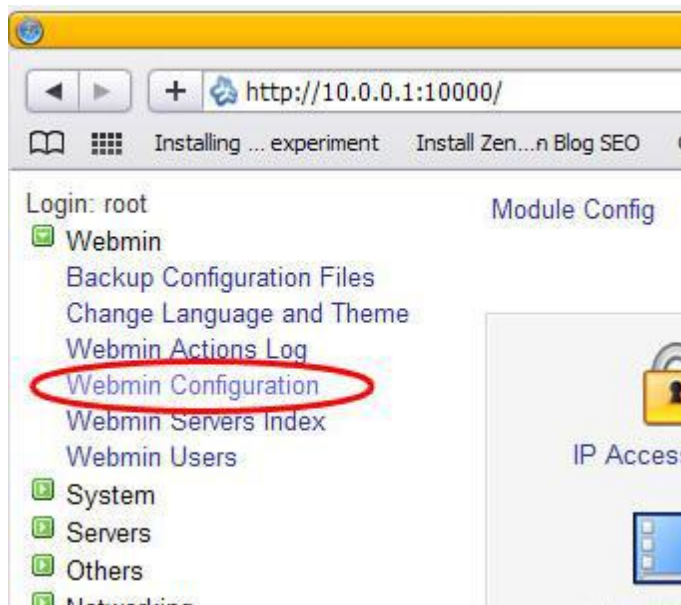 http://10.0.0.1:10000/
Installing ... experiment Install Zen...n Blog SEO
Login: root
Module Config
Webmin
Backup Configuration Files
Change Language and Theme
Webmin Actions Log
Webmin Configuration
Webmin Servers Index
Webmin Users
IP Acces
System
Servers
Others
Networking